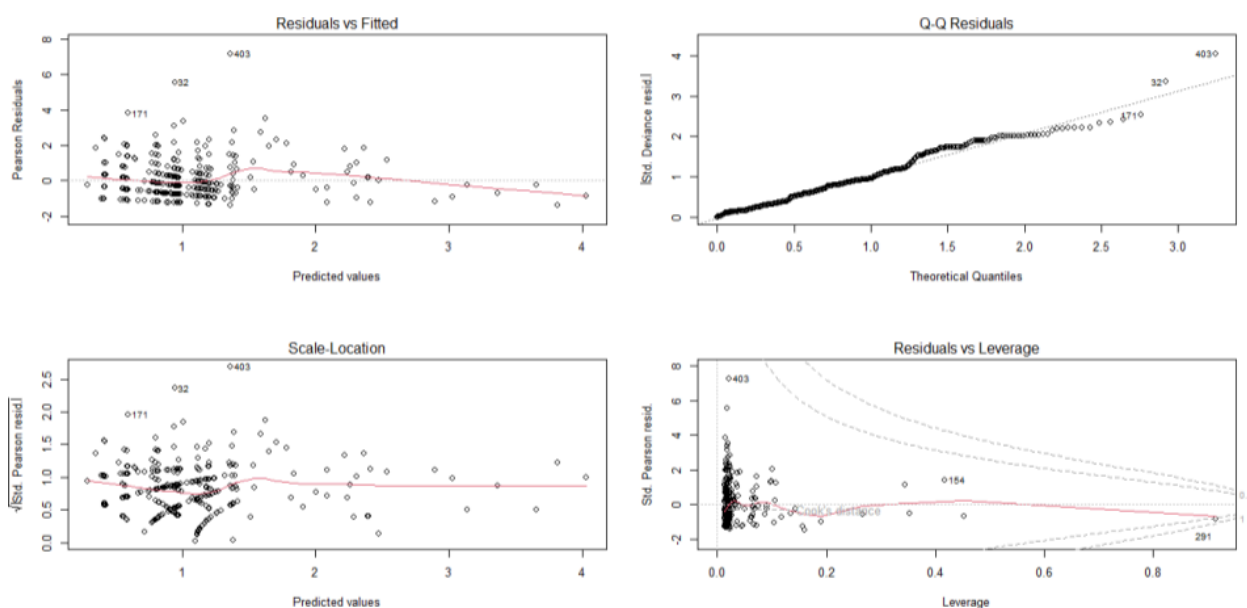 Residuals vs Fitted
Pearson Residuals
8
6
4
2
0
-2
403
32
171
1 2 3 4
Predicted values
Q-Q Residuals
|Std. Deviance resid.|
4
3
2
1
0
403
32
171
0.0 0.5 1.0 1.5 2.0 2.5 3.0
Theoretical Quantiles
Scale-Location
√|Std. Pearson resid.|
2.5
2.0
1.5
1.0
0.5
0.0
403
32
171
1 2 3 4
Predicted values
Residuals vs Leverage
Std. Pearson resid.
8
6
4
2
0
-2
403
154
Cook's distance
291
0.0 0.2 0.4 0.6 0.8
Leverage